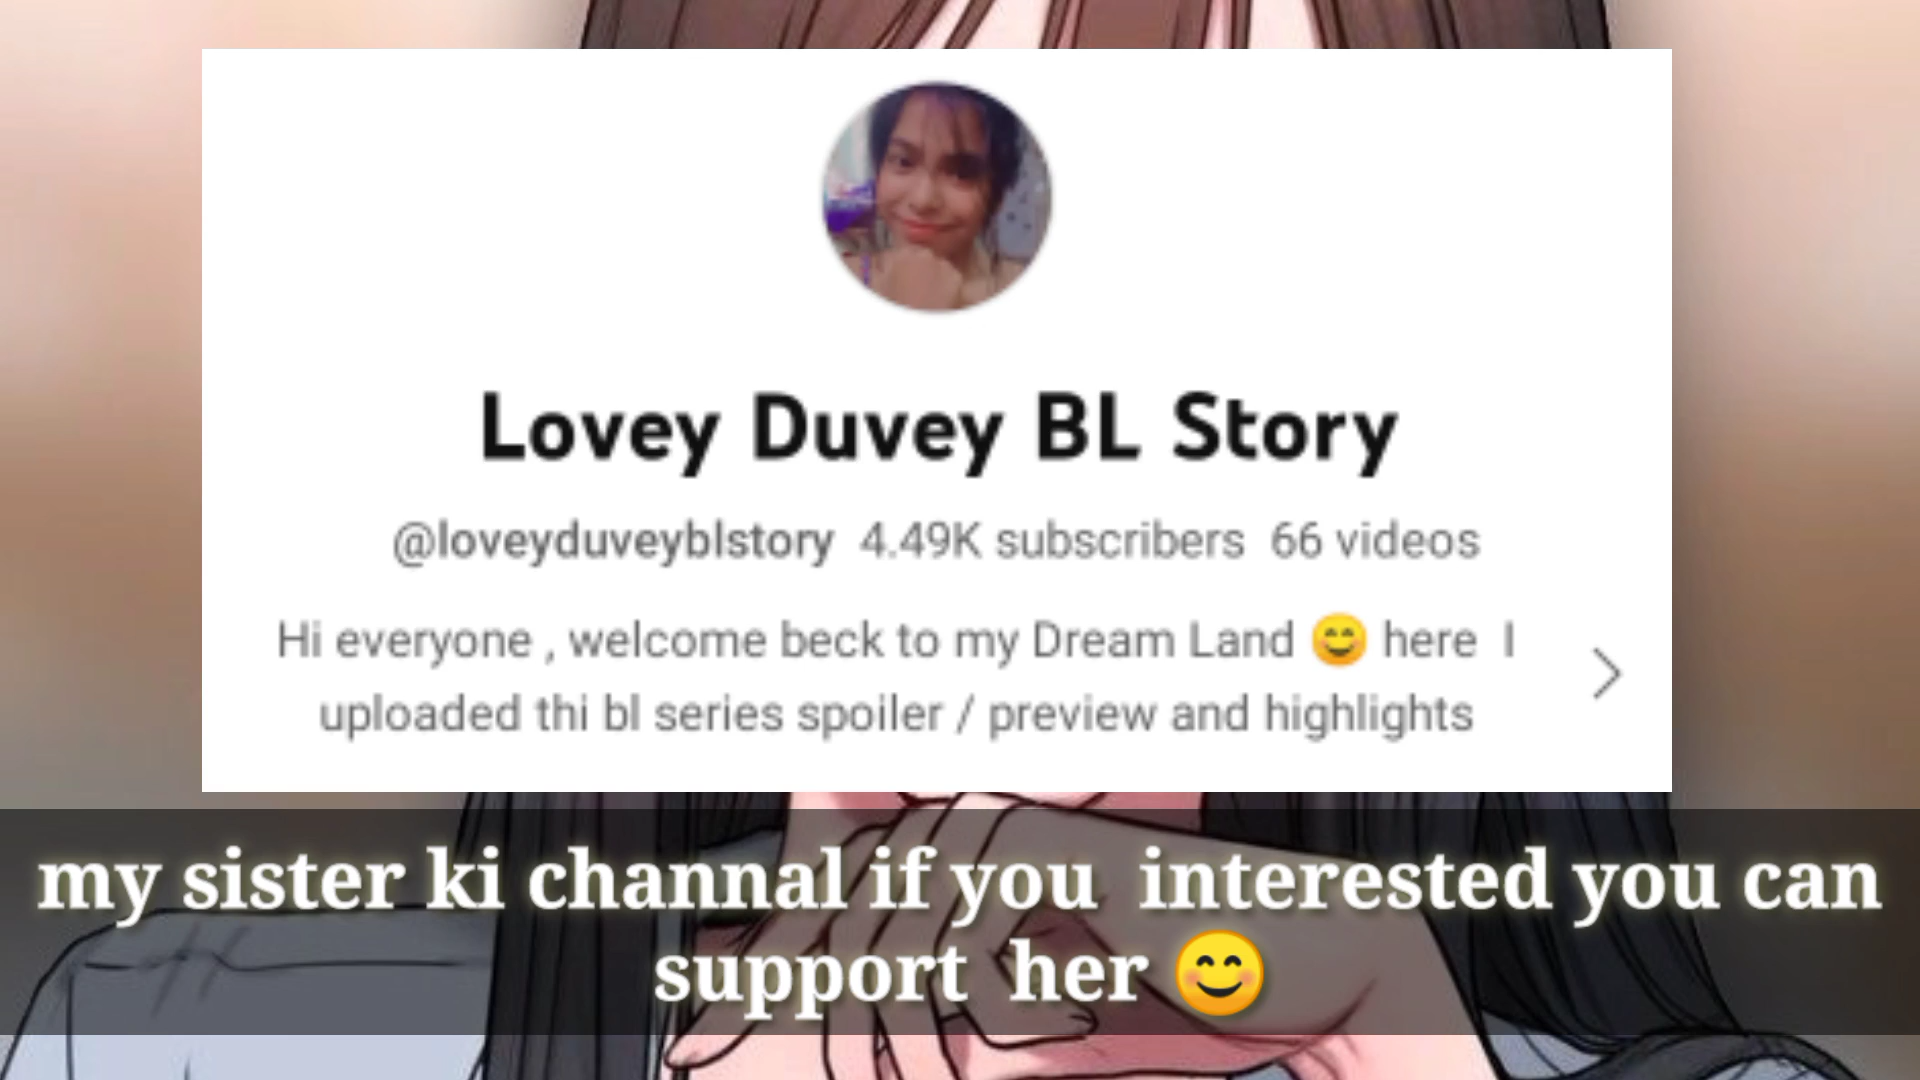 Lovey Duvey BL Story
@loveyduveyblstory 4.49K subscribers 66 videos
Hi everyone , welcome beck to my Dream Land 😊 here I
uploaded thi bl series spoiler / preview and highlights
my sister ki channal if you interested you can
support her 😊